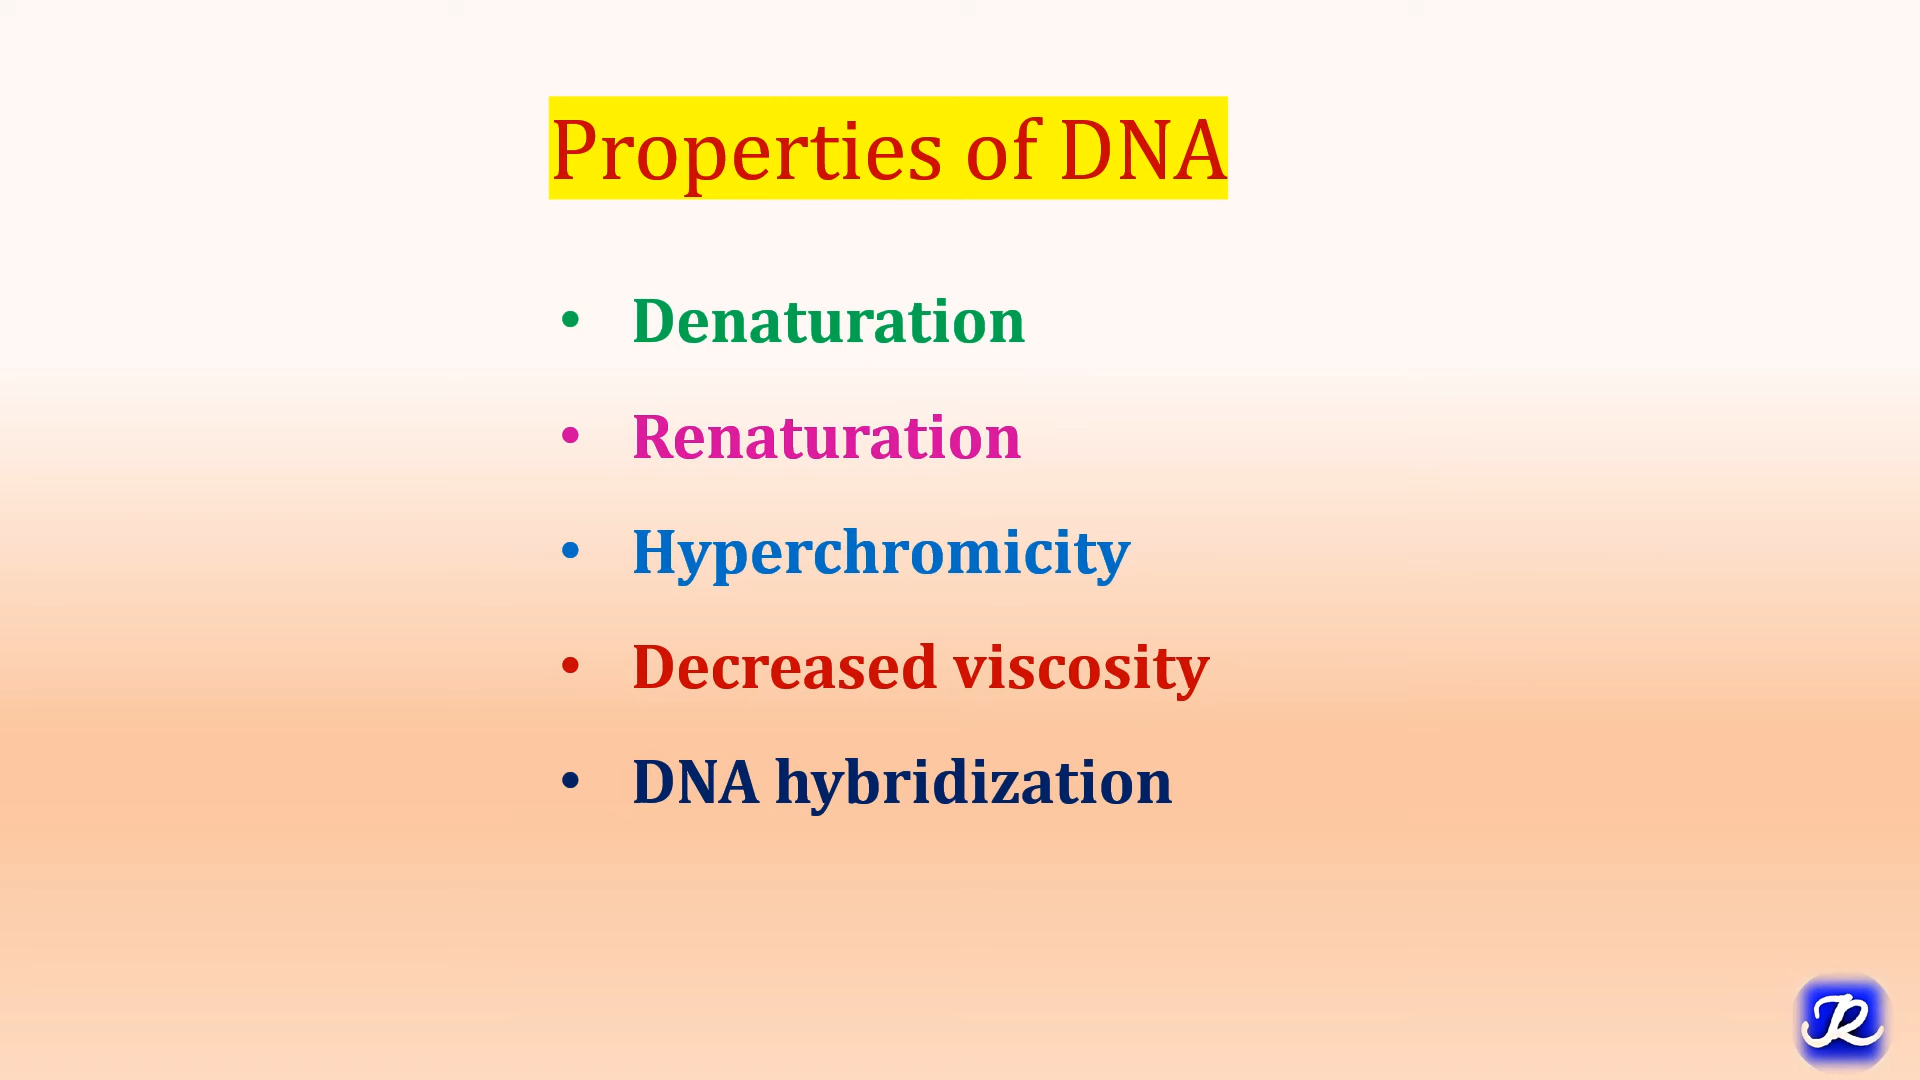 Properties of DNA
• Denaturation
• Renaturation
• Hyperchromicity
• Decreased viscosity
• DNA hybridization